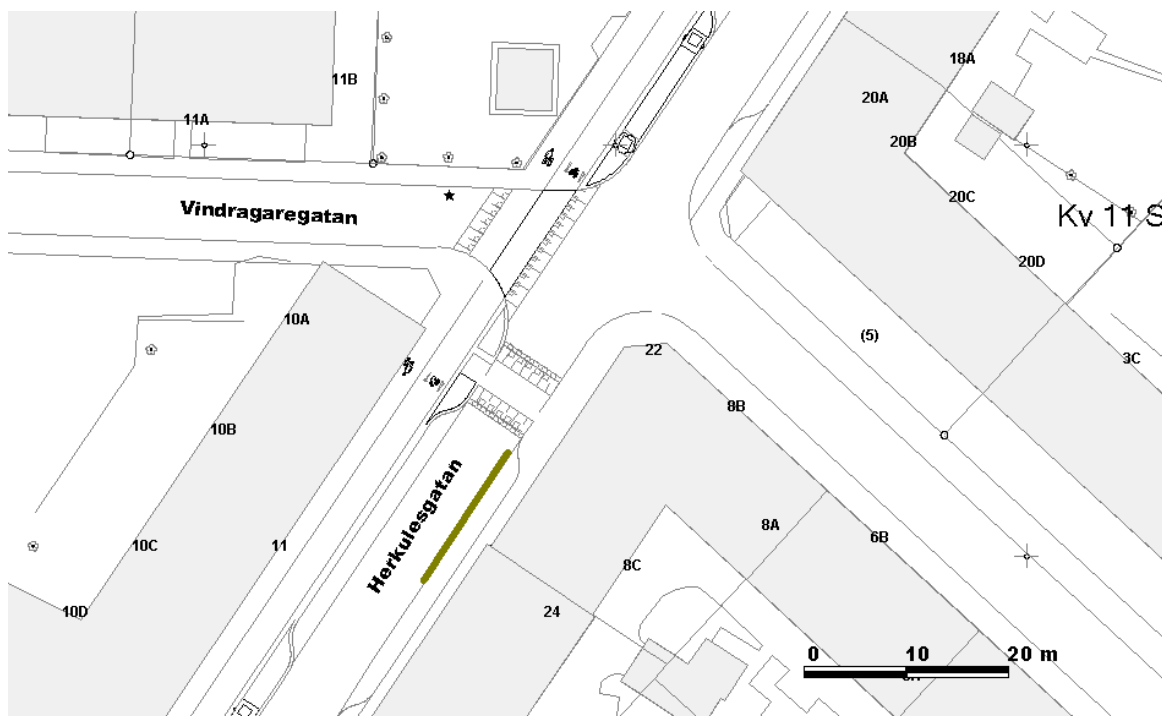 18A
11B
20A
11A
20B
20C
Vindragaregatan
Kv 11 S
20D
10A
(5)
22
3C
8B
10B
Herkulesgatan
8A
6B
10C
11
8C
10D
24
0 10 20 m